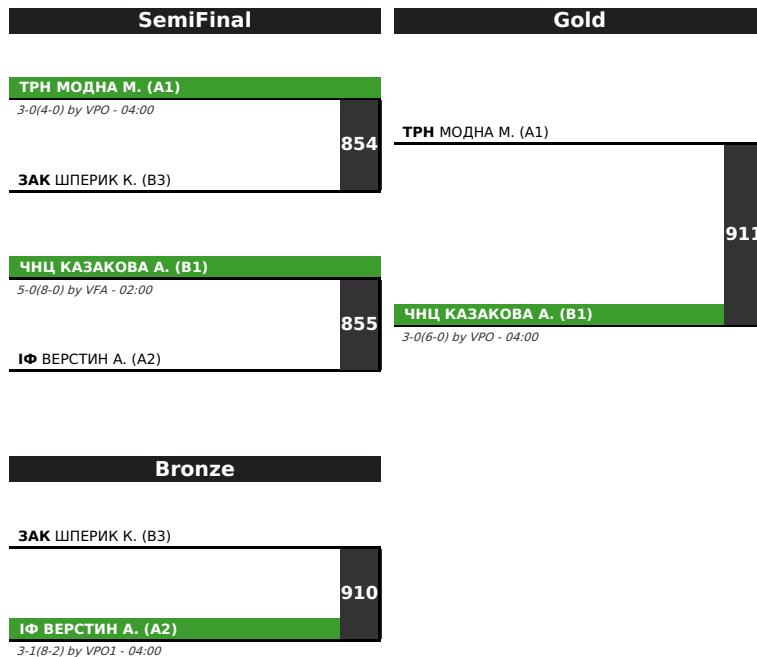 SemiFinal
ТРН МОДНА М. (A1)
3-0(4-0) by VPO - 04:00
854
ЗАК ШПЕРИК К. (B3)
ЧНЦ КАЗАКОВА А. (B1)
5-0(8-0) by VFA - 02:00
855
ІФ ВЕРСТИН А. (A2)
Gold
ТРН МОДНА М. (A1)
911
ЧНЦ КАЗАКОВА А. (B1)
3-0(6-0) by VPO - 04:00
Bronze
ЗАК ШПЕРИК К. (B3)
910
ІФ ВЕРСТИН А. (A2)
3-1(8-2) by VPO1 - 04:00